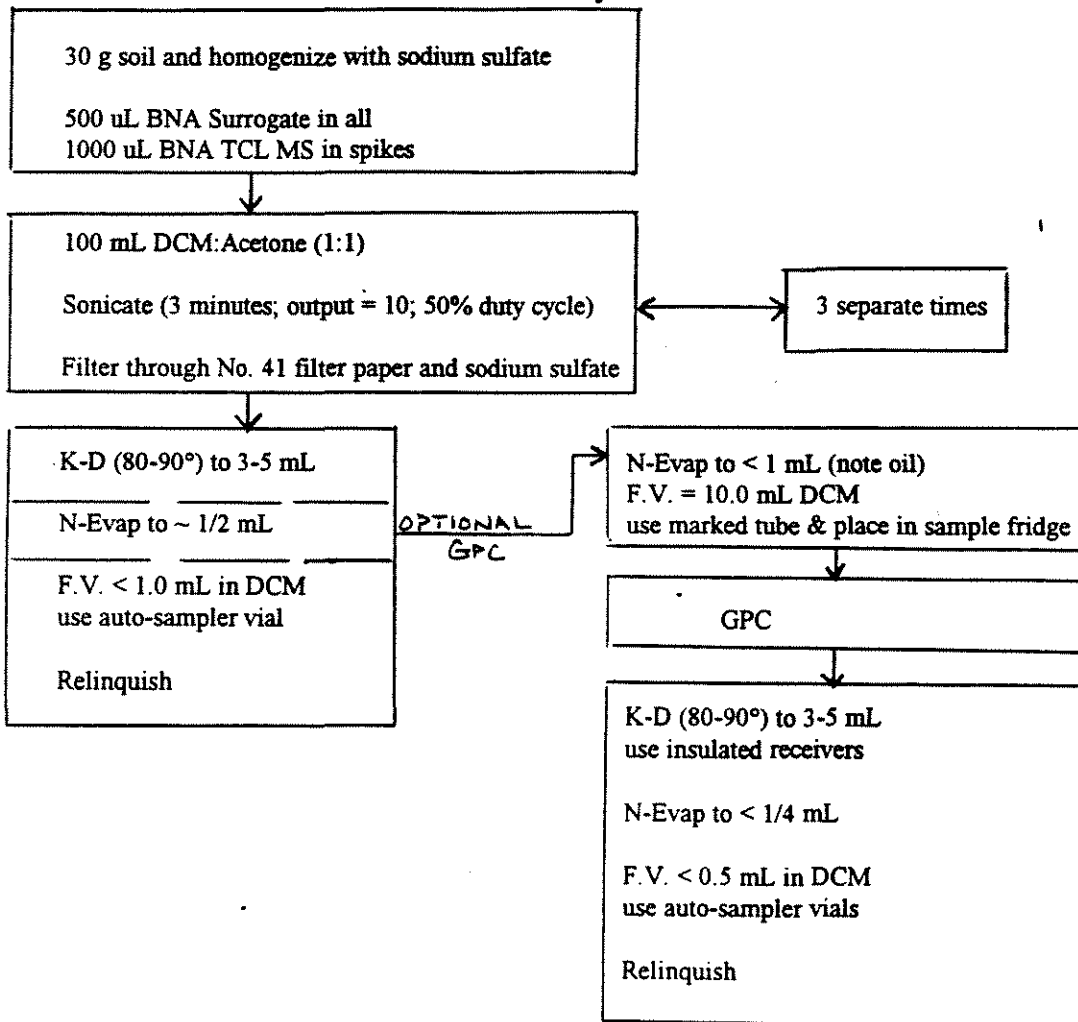 30 g soil and homogenize with sodium sulfate
500 uL BNA Surrogate in all
1000 uL BNA TCL MS in spikes
100 mL DCM:Acetone (1:1)
Sonicate (3 minutes; output = 10; 50% duty cycle)
Filter through No. 41 filter paper and sodium sulfate
3 separate times
K-D (80-90°) to 3-5 mL
N-Evap to ~ 1/2 mL
F.V. < 1.0 mL in DCM
use auto-sampler vial
Relinquish
OPTIONAL
GPC
N-Evap to < 1 mL (note oil)
F.V. = 10.0 mL DCM
use marked tube & place in sample fridge
GPC
K-D (80-90°) to 3-5 mL
use insulated receivers
N-Evap to < 1/4 mL
F.V. < 0.5 mL in DCM
use auto-sampler vials
Relinquish